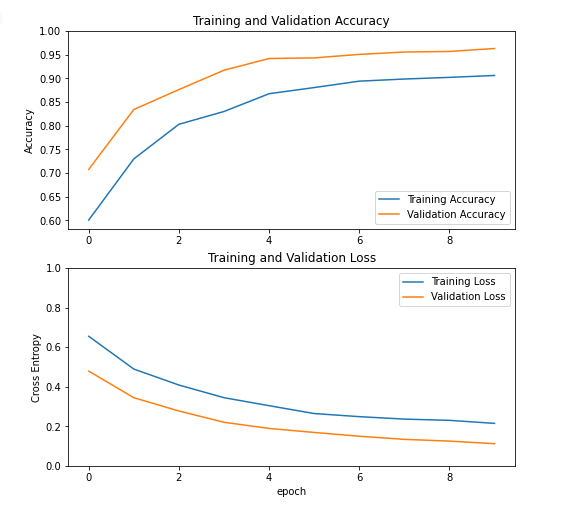 Training and Validation Accuracy
1.00
0.95
0.90
0.85
0.80
0.75
0.70
0.65
0.60
Accuracy
Training Accuracy
Validation Accuracy
0 2 4 6 8
Training and Validation Loss
1.0
0.8
0.6
0.4
0.2
0.0
Cross Entropy
Training Loss
Validation Loss
0 2 4 6 8
epoch